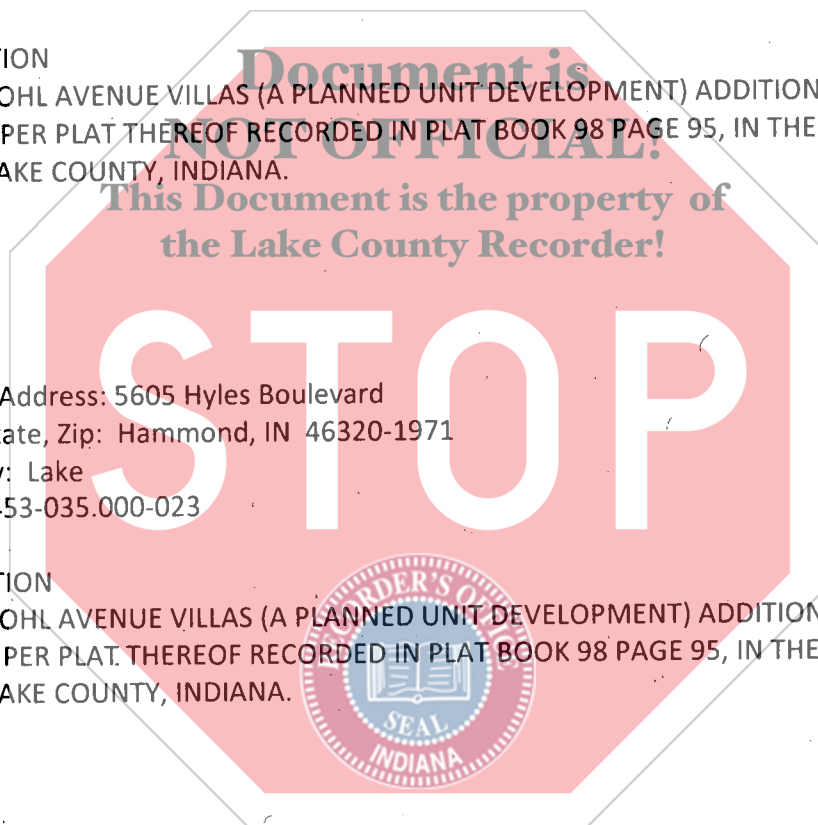 TION
Document is
OHL AVENUE VILLAS (A PLANNED UNIT DEVELOPMENT) ADDITION
PER PLAT THEREOF RECORDED IN PLAT BOOK 98 PAGE 95, IN THE
NOT OFFICIAL!
AKE COUNTY, INDIANA.
This Document is the property of
the Lake County Recorder!
STOP
Address: 5605 Hyles Boulevard
ate, Zip: Hammond, IN 46320-1971
y: Lake
453-035.000-023
TION
OHL AVENUE VILLAS (A PLANNED UNIT DEVELOPMENT) ADDITION
PER PLAT THEREOF RECORDED IN PLAT BOOK 98 PAGE 95, IN THE
AKE COUNTY, INDIANA.
RECORDER'S OFFICE
SEAL
INDIANA